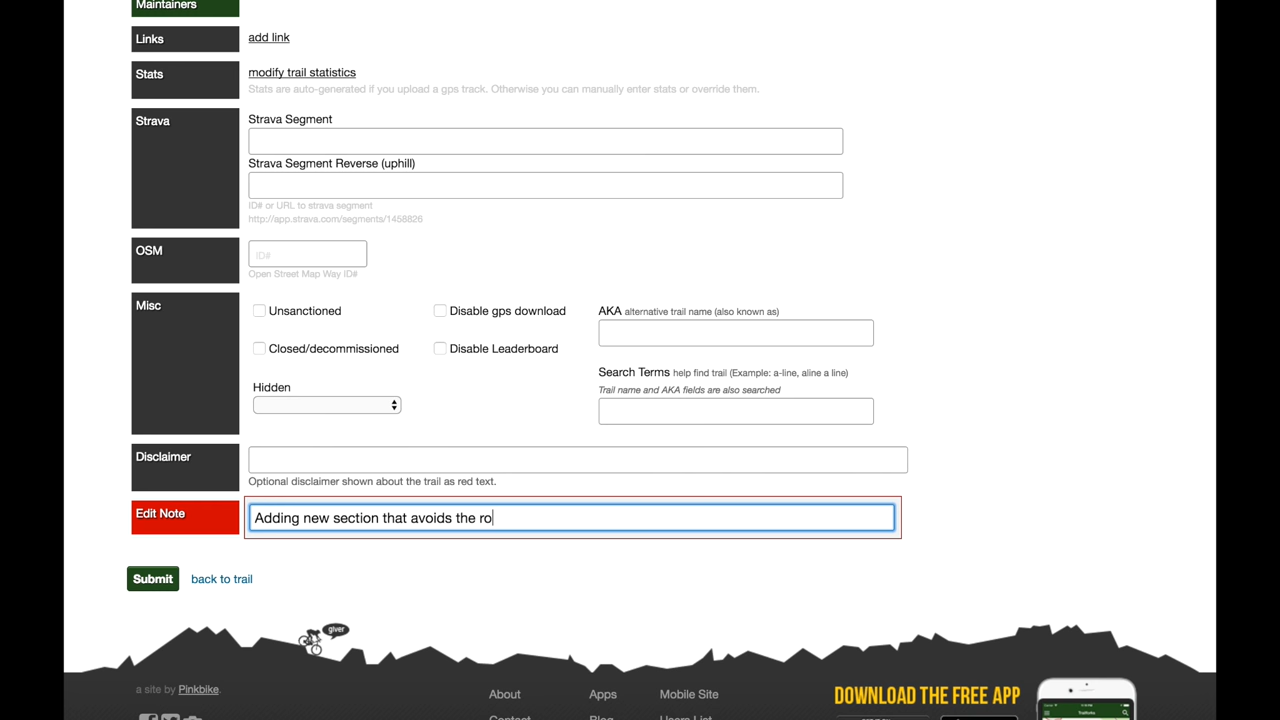 Maintainers
Links
add link
Stats
modify trail statistics
Stats are auto-generated if you upload a gps track. Otherwise you can manually enter stats or override them.
Strava
Strava Segment
Strava Segment Reverse (uphill)
ID# or URL to strava segment
http://app.strava.com/segments/1458826
OSM
ID#
Open Street Map Way ID#
Misc
Unsanctioned
Disable gps download
AKA alternative trail name (also known as)
Closed/decommissioned
Disable Leaderboard
Search Terms help find trail (Example: a-line, aline a line)
Trail name and AKA fields are also searched
Hidden
Disclaimer
Optional disclaimer shown about the trail as red text.
Edit Note
Adding new section that avoids the ro
Submit
back to trail
giver
a site by Pinkbike.
About
Apps
Mobile Site
DOWNLOAD THE FREE APP
Contact
Blog
Users List